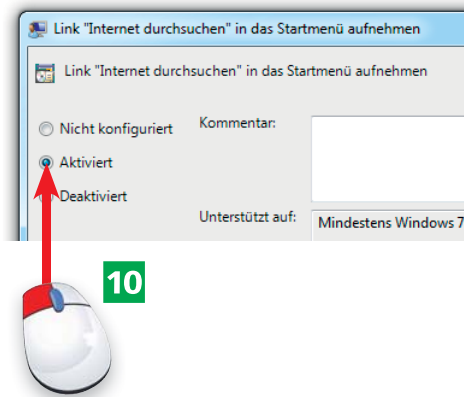 Link "Internet durchsuchen" in das Startmenü aufnehmen
Link "Internet durchsuchen" in das Startmenü aufnehmen
Nicht konfiguriert
Kommentar:
Aktiviert
Deaktiviert
Unterstützt auf:
Mindestens Windows 7
10